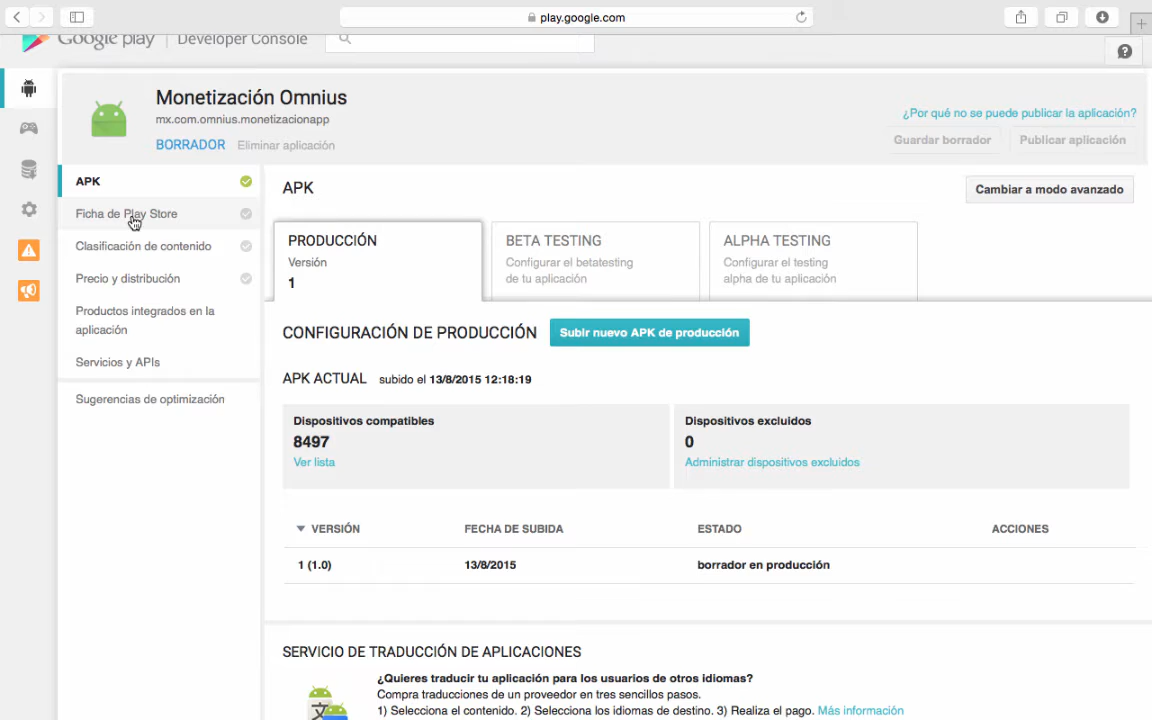 play.google.com
Google play | Developer Console
Monetización Omnius
mx.com.omnius.monetizacionapp
BORRADOR Eliminar aplicación
¿Por qué no se puede publicar la aplicación?
Guardar borrador Publicar aplicación
APK
Ficha de Play Store
Clasificación de contenido
Precio y distribución
Productos integrados en la
aplicación
Servicios y APIs
Sugerencias de optimización
APK
Cambiar a modo avanzado
PRODUCCIÓN
Versión
1
BETA TESTING
Configurar el betatesting
de tu aplicación
ALPHA TESTING
Configurar el testing
alpha de tu aplicación
CONFIGURACIÓN DE PRODUCCIÓN
Subir nuevo APK de producción
APK ACTUAL subido el 13/8/2015 12:18:19
Dispositivos compatibles
8497
Ver lista
Dispositivos excluidos
0
Administrar dispositivos excluidos
VERSIÓN FECHA DE SUBIDA ESTADO ACCIONES
1 (1.0) 13/8/2015 borrador en producción
SERVICIO DE TRADUCCIÓN DE APLICACIONES
¿Quieres traducir tu aplicación para los usuarios de otros idiomas?
Compra traducciones de un proveedor en tres sencillos pasos.
1) Selecciona el contenido. 2) Selecciona los idiomas de destino. 3) Realiza el pago. Más información